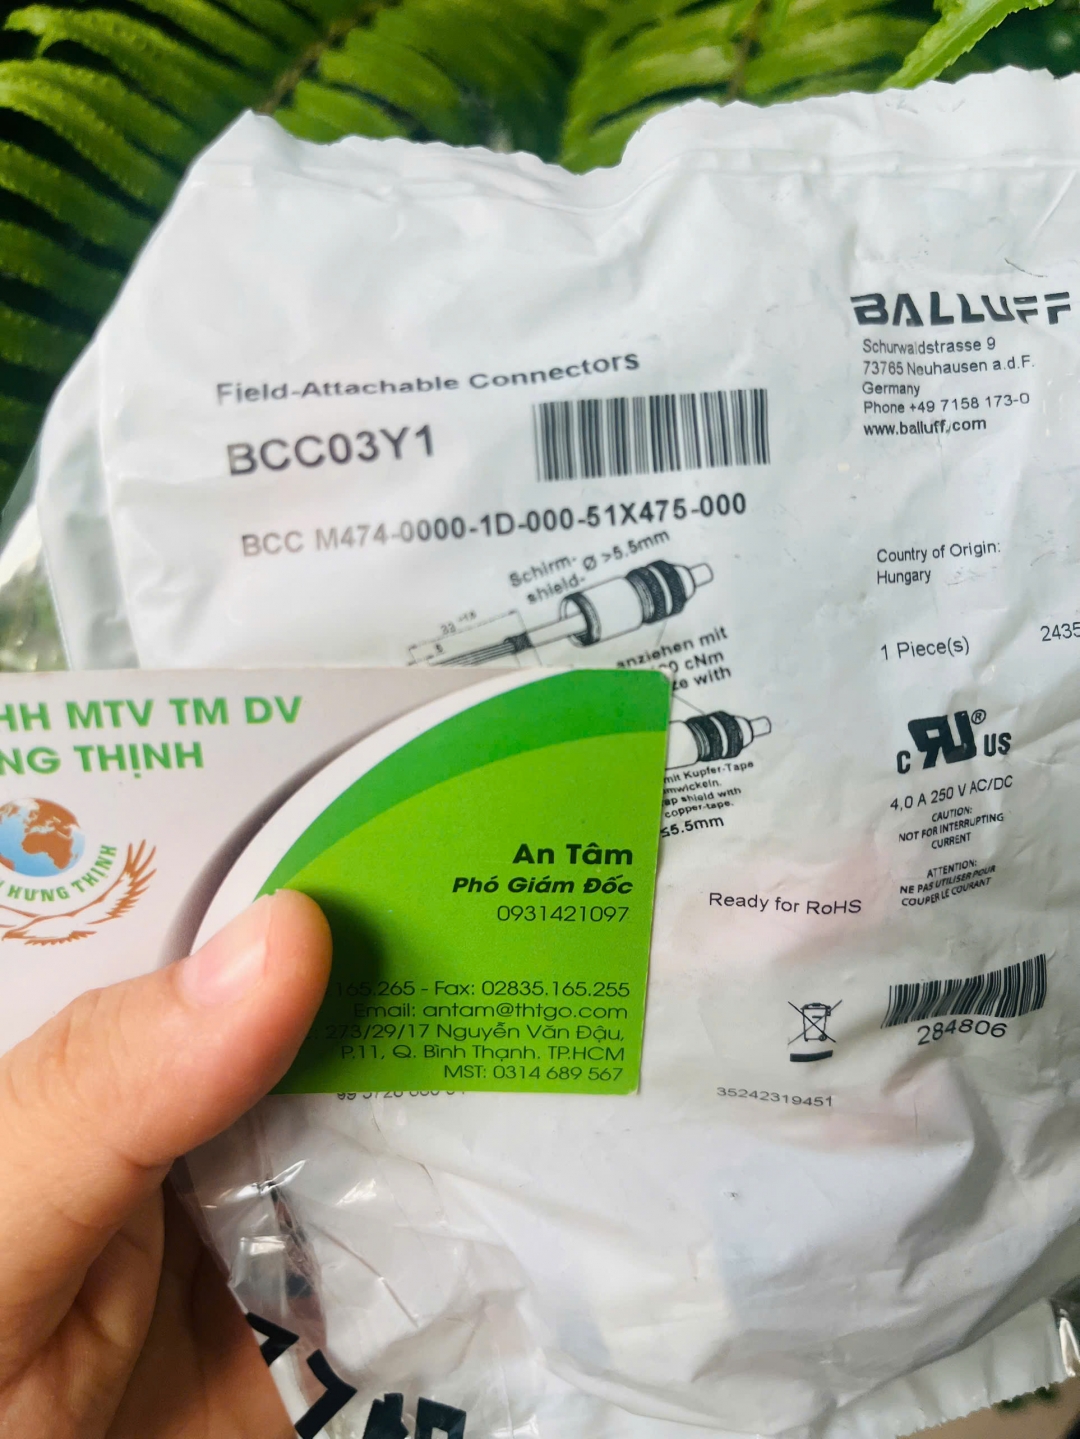 BALLUFF
Schurwaldstrasse 9
73765 Neuhausen a.d.F.
Germany
Phone +49 7158 173-0
www.balluff.com
Field-Attachable Connectors
BCC03Y1
BCC M474-0000-1D-000-51X475-000
Schirm- Ø >5.5mm
shield-
anziehen mit
cNm
with
Country of Origin:
Hungary
1 Piece(s)
2435
mit Kupfer-Tape
shield with
copper-tape.
≤5.5mm
C RU ® US
4,0 A 250 V AC/DC
CAUTION:
NOT FOR INTERRUPTING
CURRENT
ATTENTION:
NE PAS UTILISER POUR
COUPER LE COURANT
Ready for RoHS
284806
35242319451
HH MTV TM DV
NG THỊNH
HƯNG THỊNH
An Tâm
Phó Giám Đốc
0931421097
165.265 - Fax: 02835.165.255
Email: antam@thtgo.com
273/29/17 Nguyễn Văn Đậu,
P.11, Q. Bình Thạnh. TP.HCM
MST: 0314 689 567